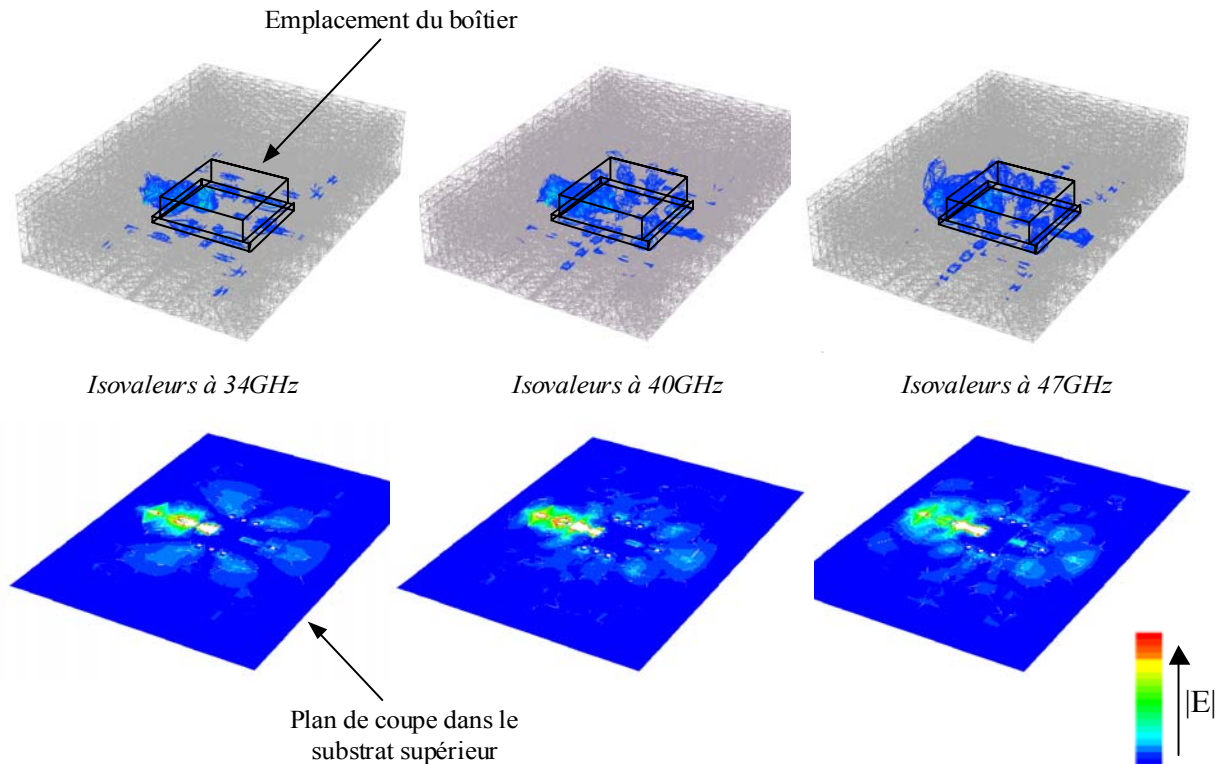 Emplacement du boîtier
Isovaleurs à 34GHz
Isovaleurs à 40GHz
Isovaleurs à 47GHz
Plan de coupe dans le
substrat supérieur
|E|